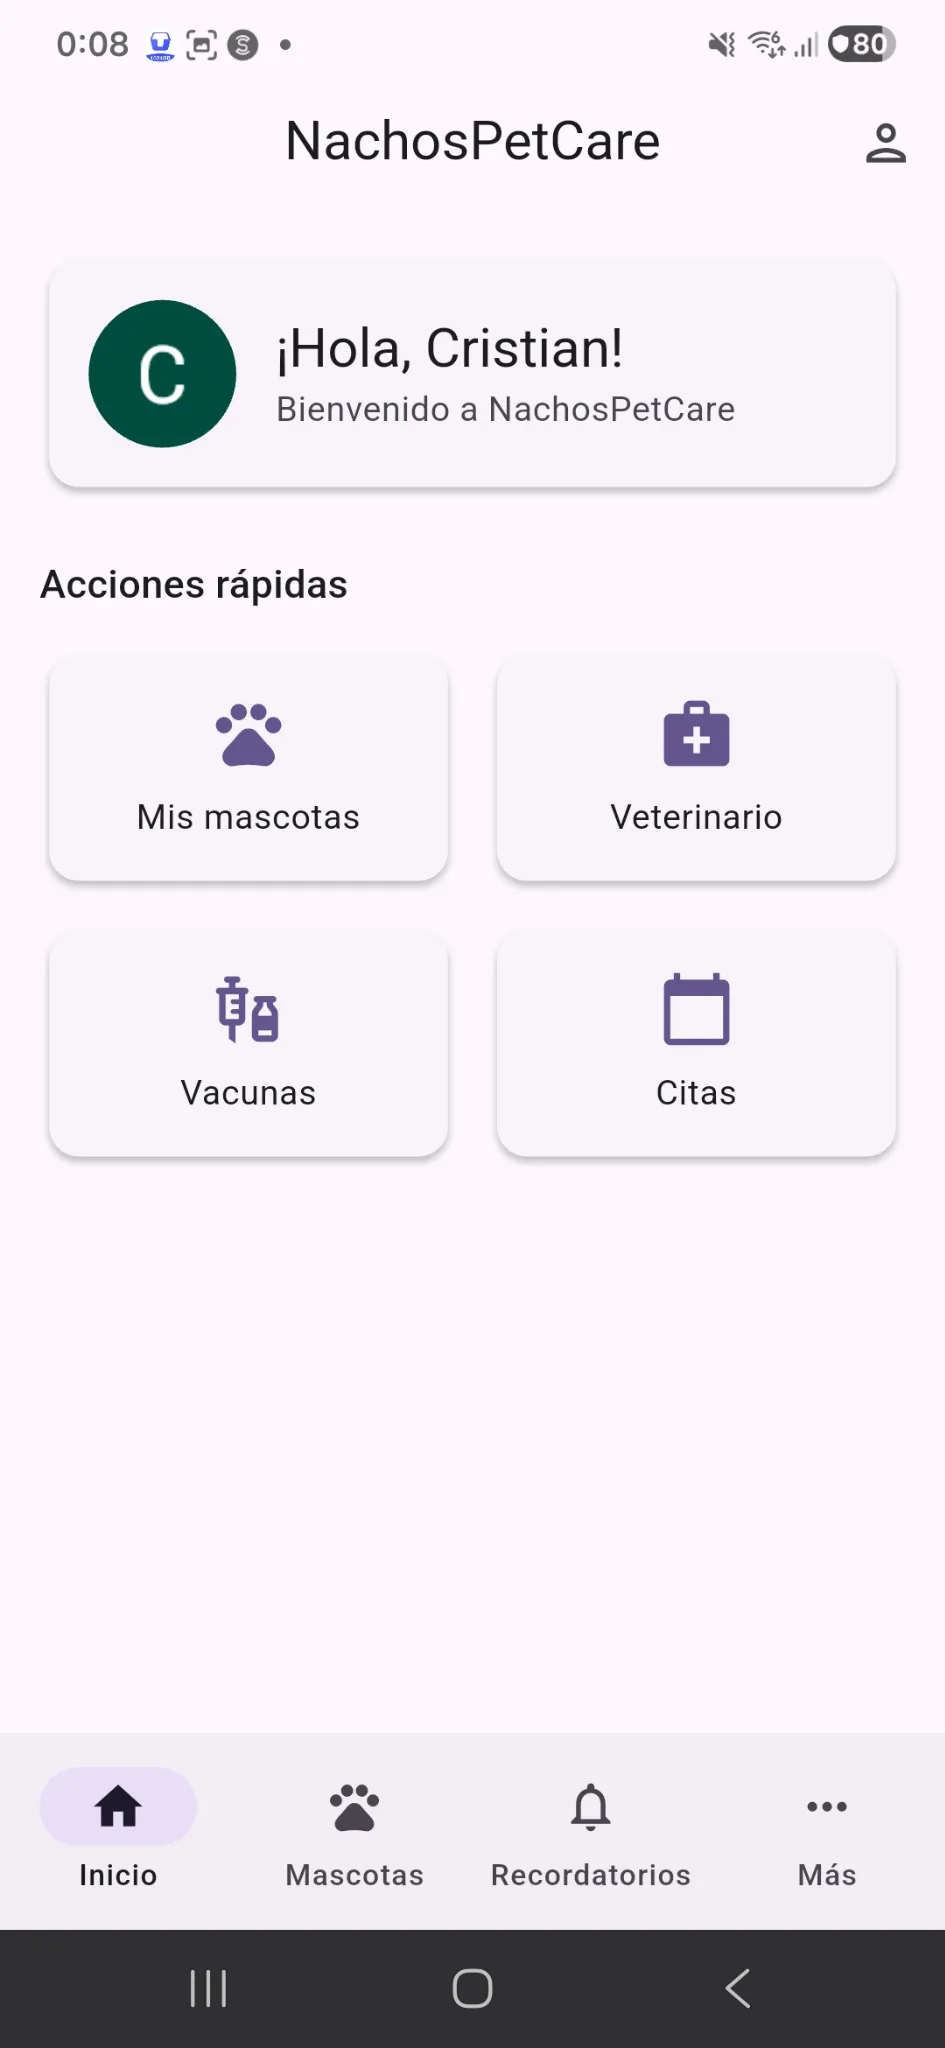 0:08
80
NachosPetCare
C
¡Hola, Cristian!
Bienvenido a NachosPetCare
Acciones rápidas
Mis mascotas
Veterinario
Vacunas
Citas
Inicio
Mascotas
Recordatorios
Más